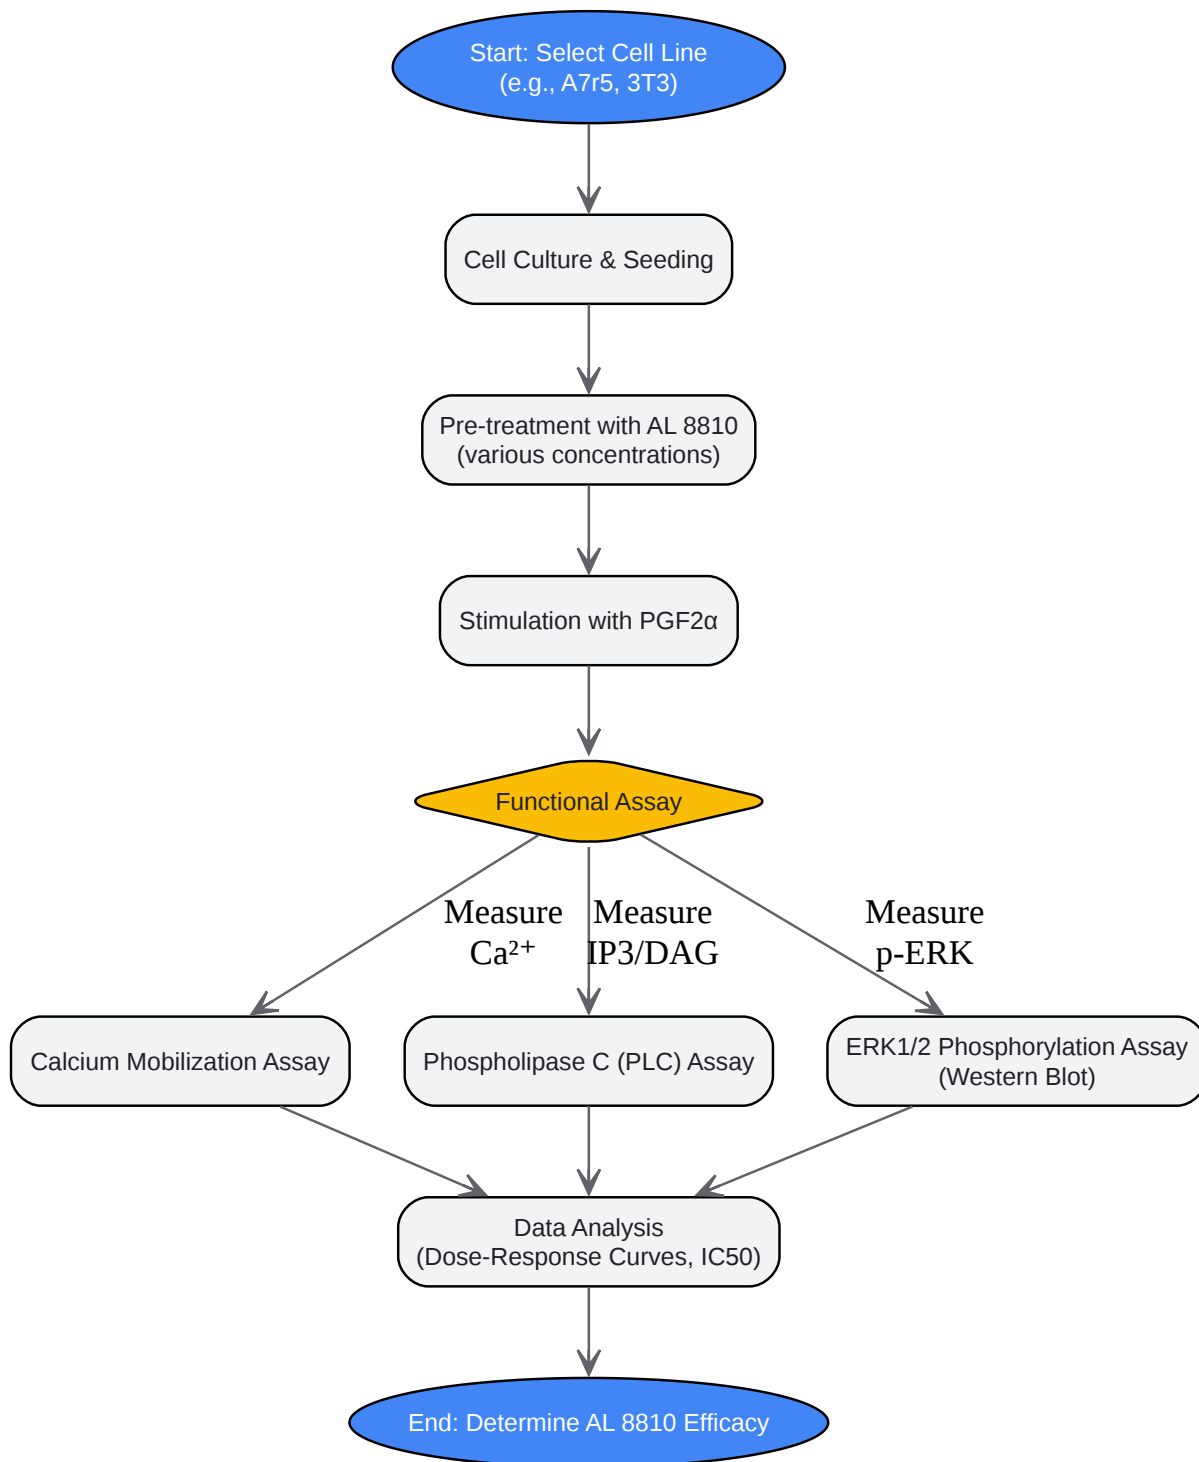 Start: Select Cell Line
(e.g., A7r5, 3T3)
Cell Culture & Seeding
Pre-treatment with AL 8810
(various concentrations)
Stimulation with PGF2α
Functional Assay
Measure
Ca²⁺
Measure
IP3/DAG
Measure
p-ERK
Calcium Mobilization Assay
Phospholipase C (PLC) Assay
ERK1/2 Phosphorylation Assay
(Western Blot)
Data Analysis
(Dose-Response Curves, IC50)
End: Determine AL 8810 Efficacy